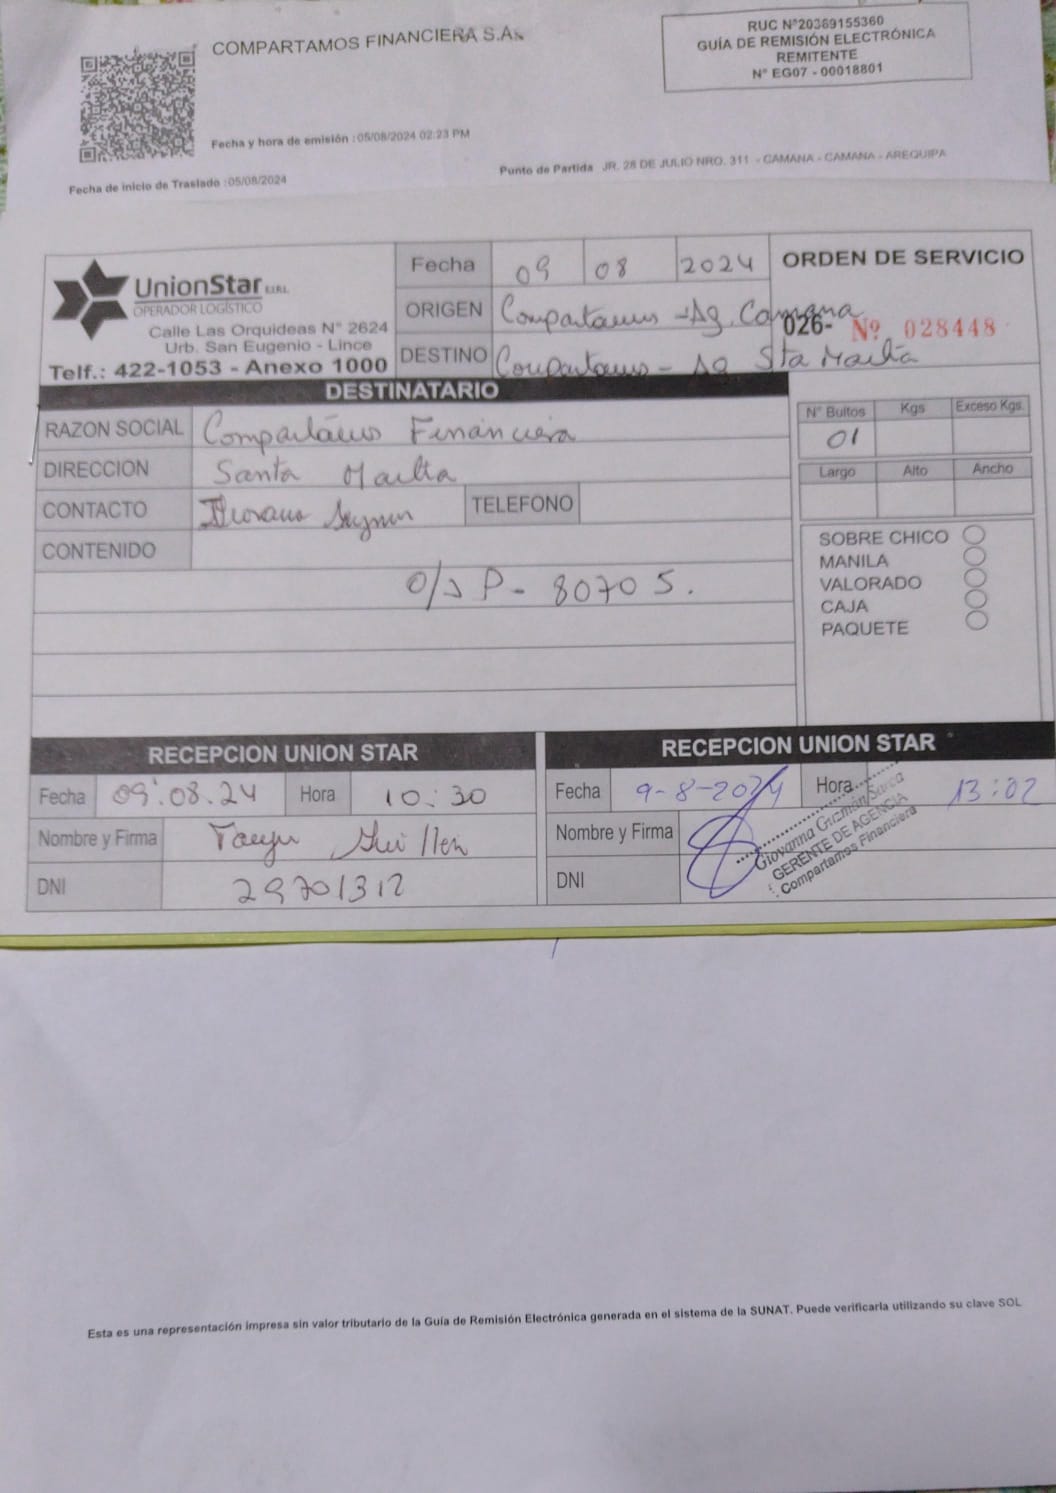 COMPARTAMOS FINANCIERA S.A.
RUC N°20369155360
GUÍA DE REMISIÓN ELECTRÓNICA
REMITENTE
N° EG07 - 00018801
Fecha y hora de emisión : 05/08/2024 02:23 PM
Fecha de inicio de Traslado : 05/08/2024
Punto de Partida JR. 28 DE JULIO NRO. 311 - CAMANA - CAMANA - AREQUIPA
UnionStar E.I.R.L.
OPERADOR LOGÍSTICO
Calle Las Orquideas N° 2624
Urb. San Eugenio - Lince
Telf.: 422-1053 - Anexo 1000
Fecha 09 08 2024
ORIGEN Compartamos - Ag. Camana
DESTINO Compartamos - Ag Sta Marta
ORDEN DE SERVICIO
026- Nº 028448
DESTINATARIO
RAZON SOCIAL Compartamos Financiera
DIRECCION Santa Marta
CONTACTO
TELEFONO
CONTENIDO
P- 80705.
N° Bultos Kgs Exceso Kgs.
01
Largo Alto Ancho
SOBRE CHICO
MANILA
VALORADO
CAJA
PAQUETE
RECEPCION UNION STAR
Fecha 09.08.24 Hora 10:30
Nombre y Firma Guillen
DNI 29701312
RECEPCION UNION STAR
Fecha 9-8-2024 Hora 13:02
Nombre y Firma
DNI
Giovanna Guzmán
GERENTE DE AGENCIA
Compartamos Financiera
Esta es una representación impresa sin valor tributario de la Guía de Remisión Electrónica generada en el sistema de la SUNAT. Puede verificarla utilizando su clave SOL